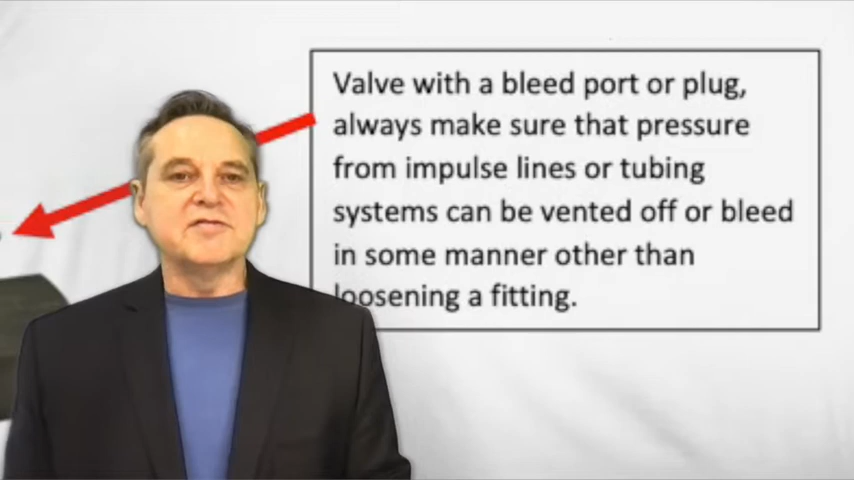 Valve with a bleed port or plug,
always make sure that pressure
from impulse lines or tubing
systems can be vented off or bleed
in some manner other than
loosening a fitting.